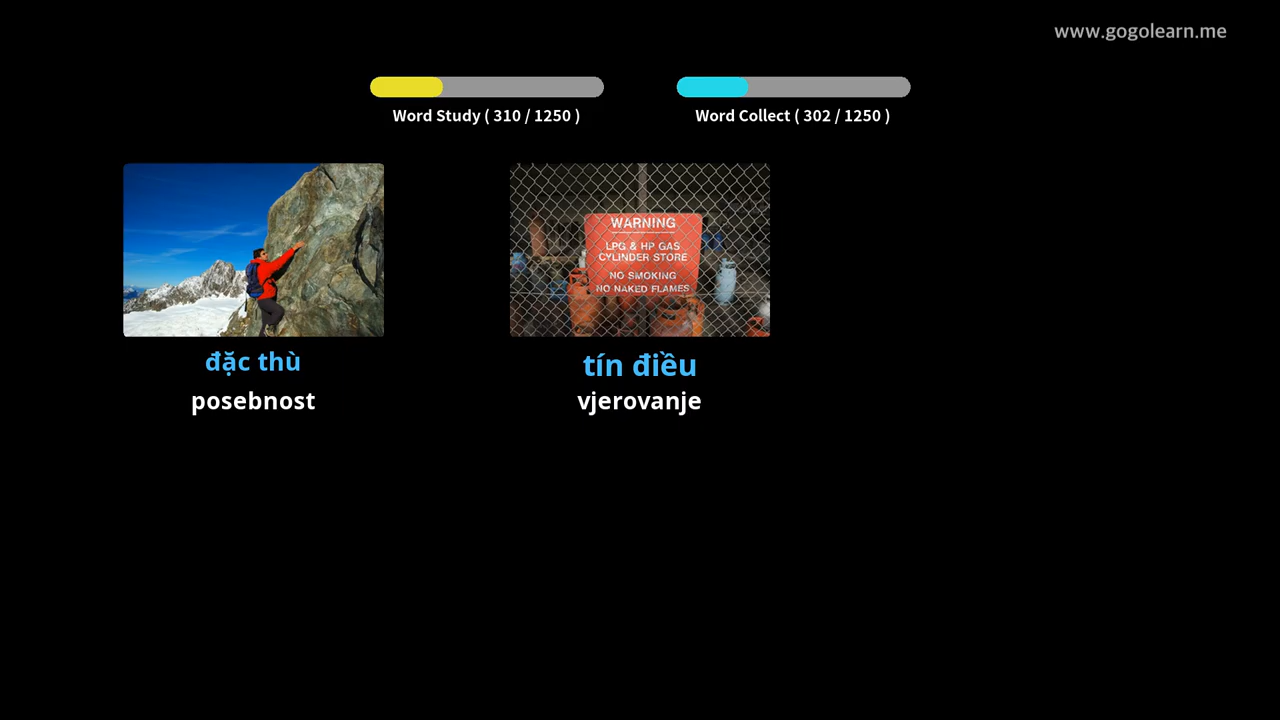 www.gogolearn.me
Word Study ( 310 / 1250 )
Word Collect ( 302 / 1250 )
WARNING
LPG & HP GAS
CYLINDER STORE
NO SMOKING
NO NAKED FLAMES
đặc thù
tín điều
posebnost
vjerovanje